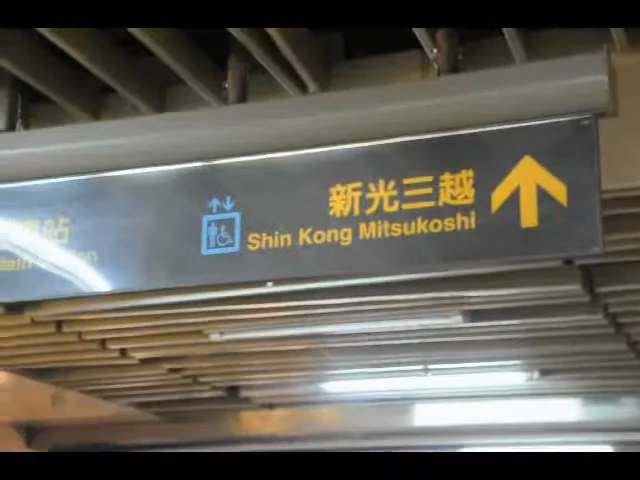 新光三越
Shin Kong Mitsukoshi